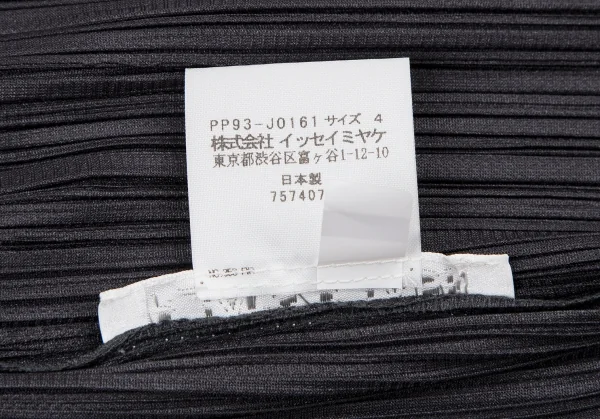 PP93-JO161 サイズ 4
株式会社 イッセイミヤケ
東京都渋谷区富ヶ谷1-12-10
日本製
757407